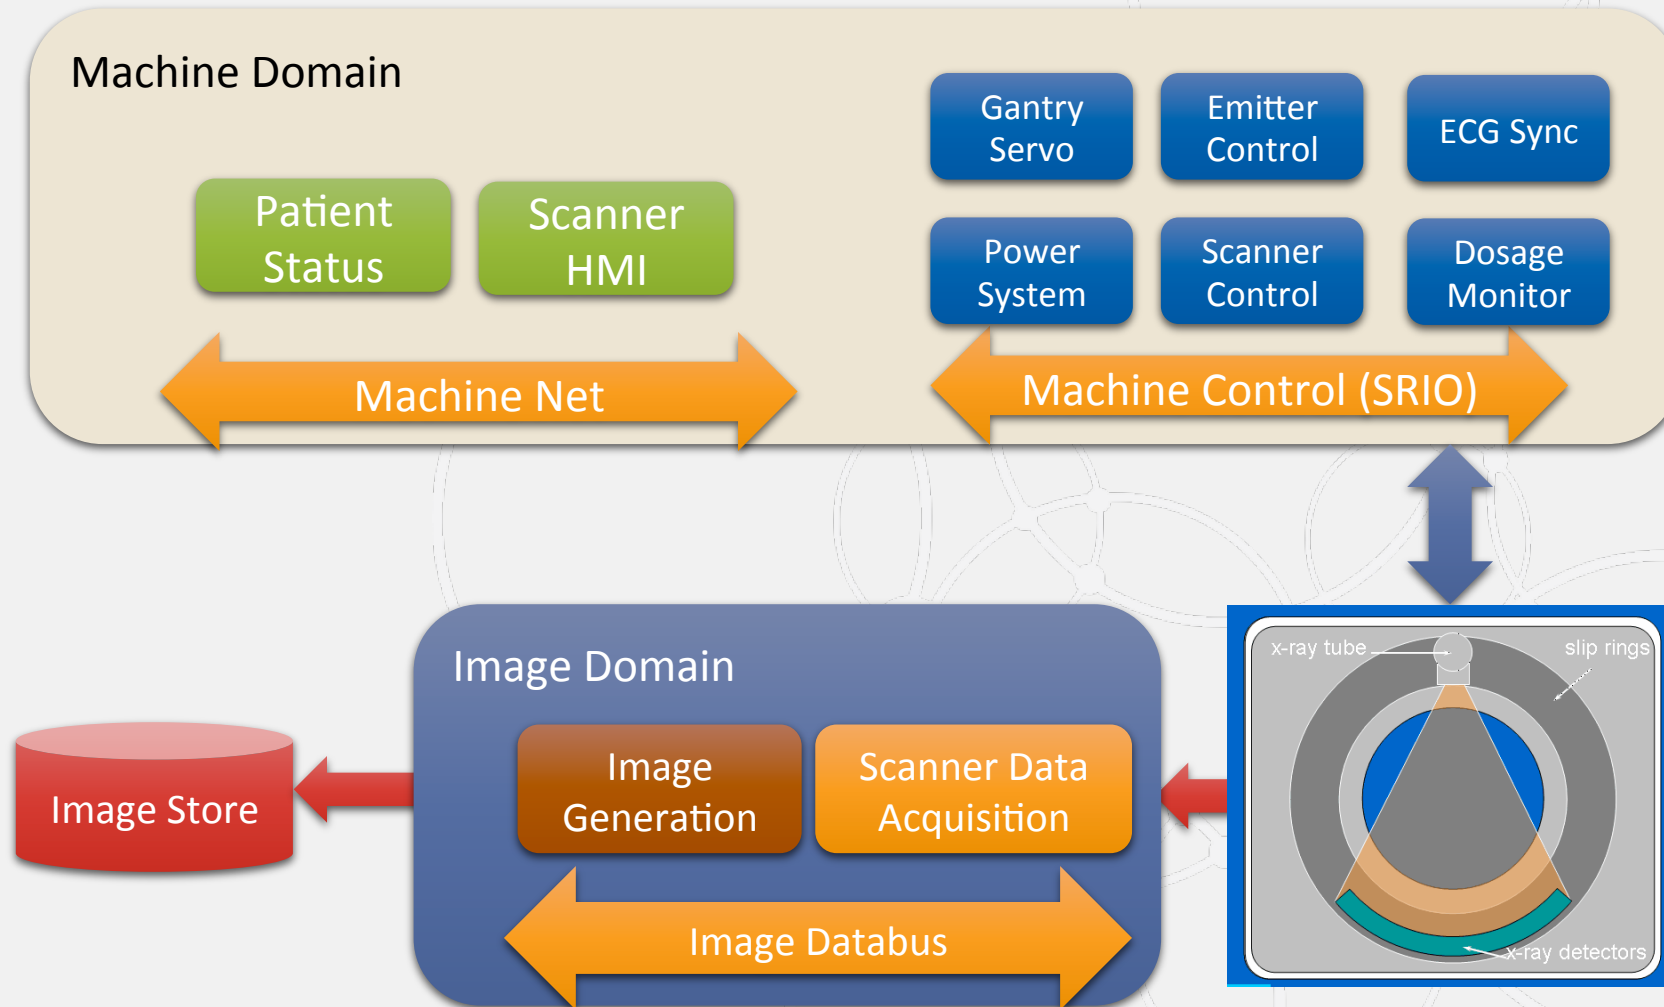 Machine Domain
Gantry
Servo
Emitter
Control
ECG Sync
Patient
Status
Scanner
HMI
Power
System
Scanner
Control
Dosage
Monitor
Machine Net
Machine Control (SRIO)
Image Domain
Image
Generation
Scanner Data
Acquisition
Image Store
Image Databus
x-ray tube
slip rings
x-ray detectors